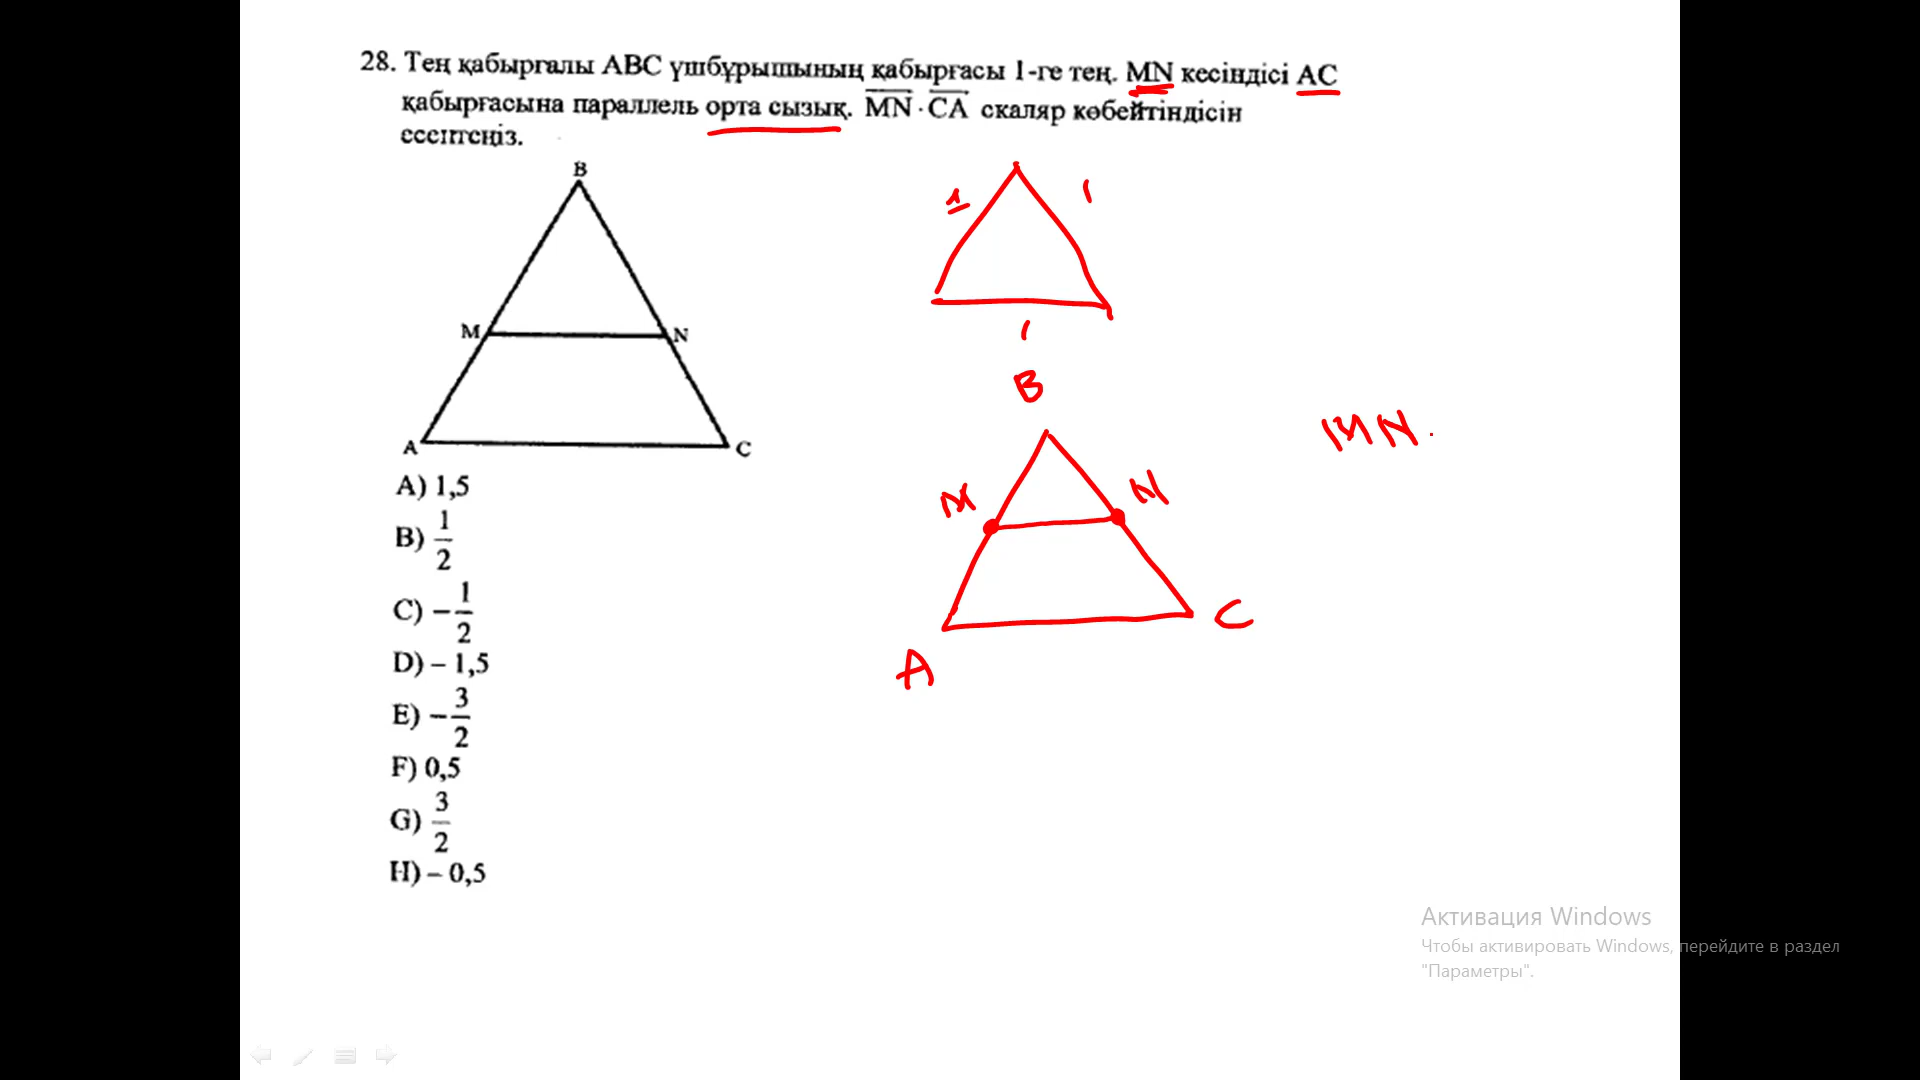 28. Тең қабырғалы ABC үшбұрышының қабырғасы 1-ге тең. MN кесіндісі AC
қабырғасына параллель орта сызық. MN · CA скаляр көбейтіндісін
есептеңіз.
B
M
N
A
C
A) 1,5
B) 1/2
C) – 1/2
D) – 1,5
E) – 3/2
F) 0,5
G) 3/2
H) – 0,5
1
1
1
B
M
N
A
C
MN.
Активация Windows
Чтобы активировать Windows, перейдите в раздел
"Параметры".